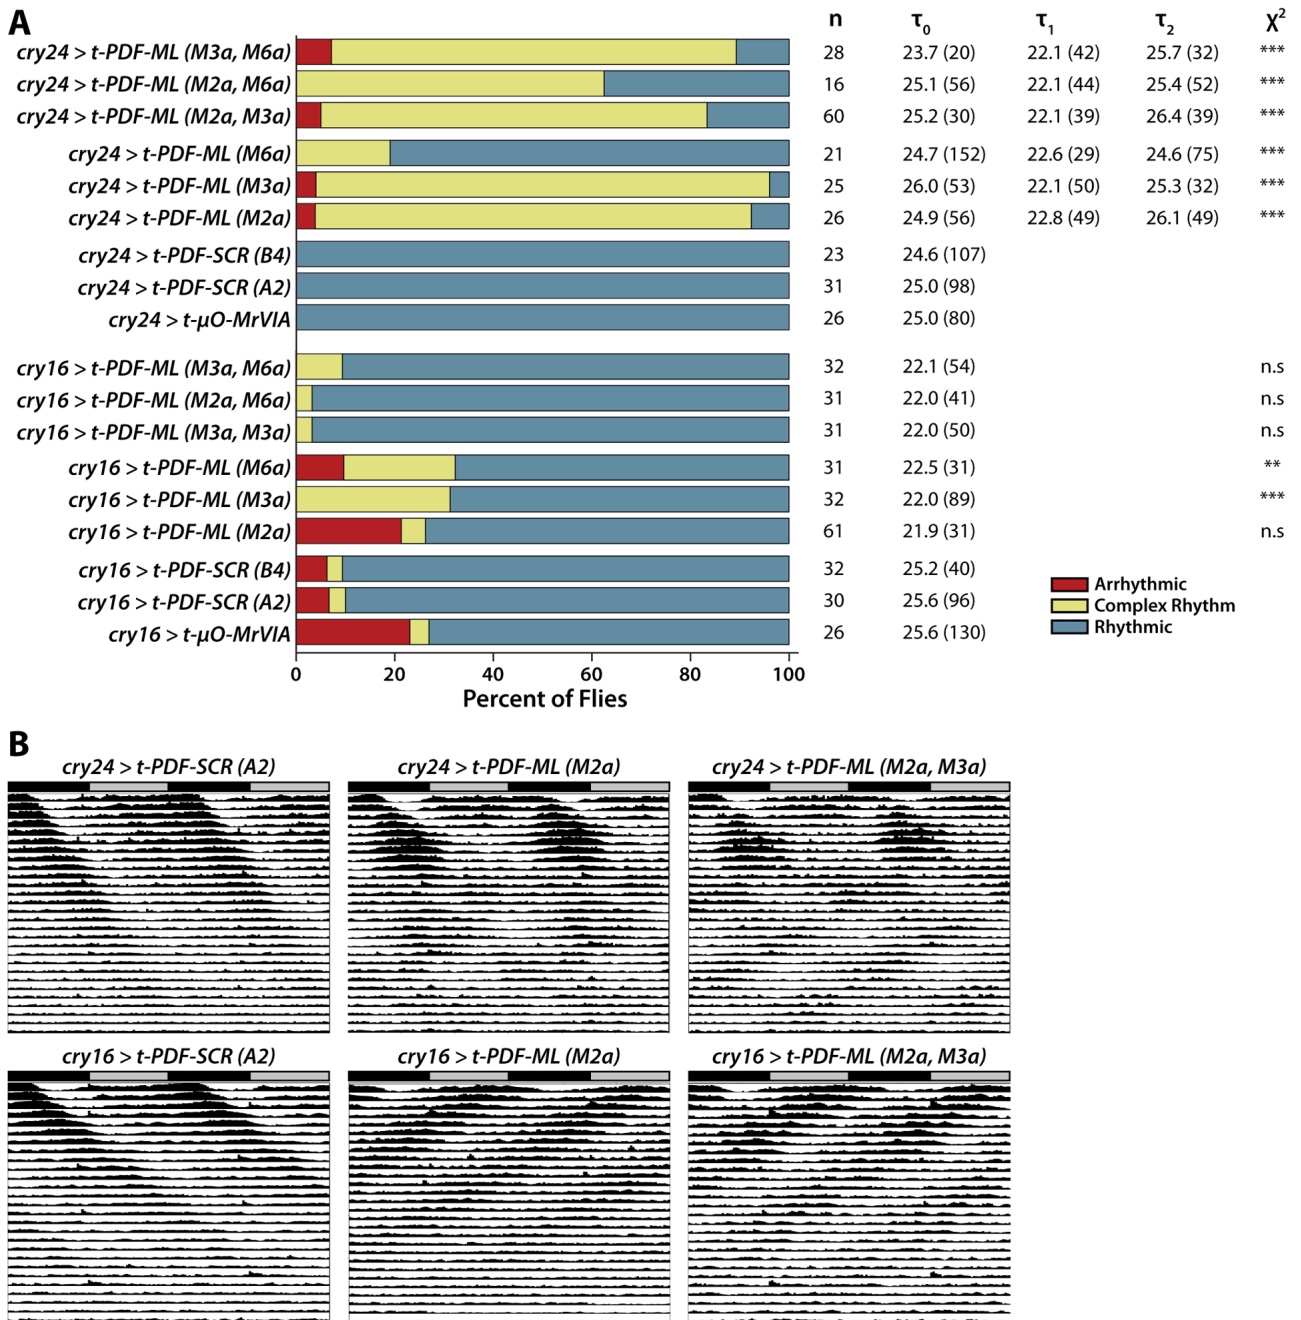 A
n τ0 τ1 τ2 χ2
cry24 > t-PDF-ML (M3a, M6a) 28 23.7 (20) 22.1 (42) 25.7 (32) ***
cry24 > t-PDF-ML (M2a, M6a) 16 25.1 (56) 22.1 (44) 25.4 (52) ***
cry24 > t-PDF-ML (M2a, M3a) 60 25.2 (30) 22.1 (39) 26.4 (39) ***
cry24 > t-PDF-ML (M6a) 21 24.7 (152) 22.6 (29) 24.6 (75) ***
cry24 > t-PDF-ML (M3a) 25 26.0 (53) 22.1 (50) 25.3 (32) ***
cry24 > t-PDF-ML (M2a) 26 24.9 (56) 22.8 (49) 26.1 (49) ***
cry24 > t-PDF-SCR (B4) 23 24.6 (107)
cry24 > t-PDF-SCR (A2) 31 25.0 (98)
cry24 > t-μO-MrVIA 26 25.0 (80)
cry16 > t-PDF-ML (M3a, M6a) 32 22.1 (54) n.s
cry16 > t-PDF-ML (M2a, M6a) 31 22.0 (41) n.s
cry16 > t-PDF-ML (M3a, M3a) 31 22.0 (50) n.s
cry16 > t-PDF-ML (M6a) 31 22.5 (31) **
cry16 > t-PDF-ML (M3a) 32 22.0 (89) ***
cry16 > t-PDF-ML (M2a) 61 21.9 (31) n.s
cry16 > t-PDF-SCR (B4) 32 25.2 (40)
cry16 > t-PDF-SCR (A2) 30 25.6 (96)
cry16 > t-μO-MrVIA 26 25.6 (130)
Arrhythmic
Complex Rhythm
Rhythmic
0 20 40 60 80 100
Percent of Flies
B
cry24 > t-PDF-SCR (A2) cry24 > t-PDF-ML (M2a) cry24 > t-PDF-ML (M2a, M3a)
cry16 > t-PDF-SCR (A2) cry16 > t-PDF-ML (M2a) cry16 > t-PDF-ML (M2a, M3a)